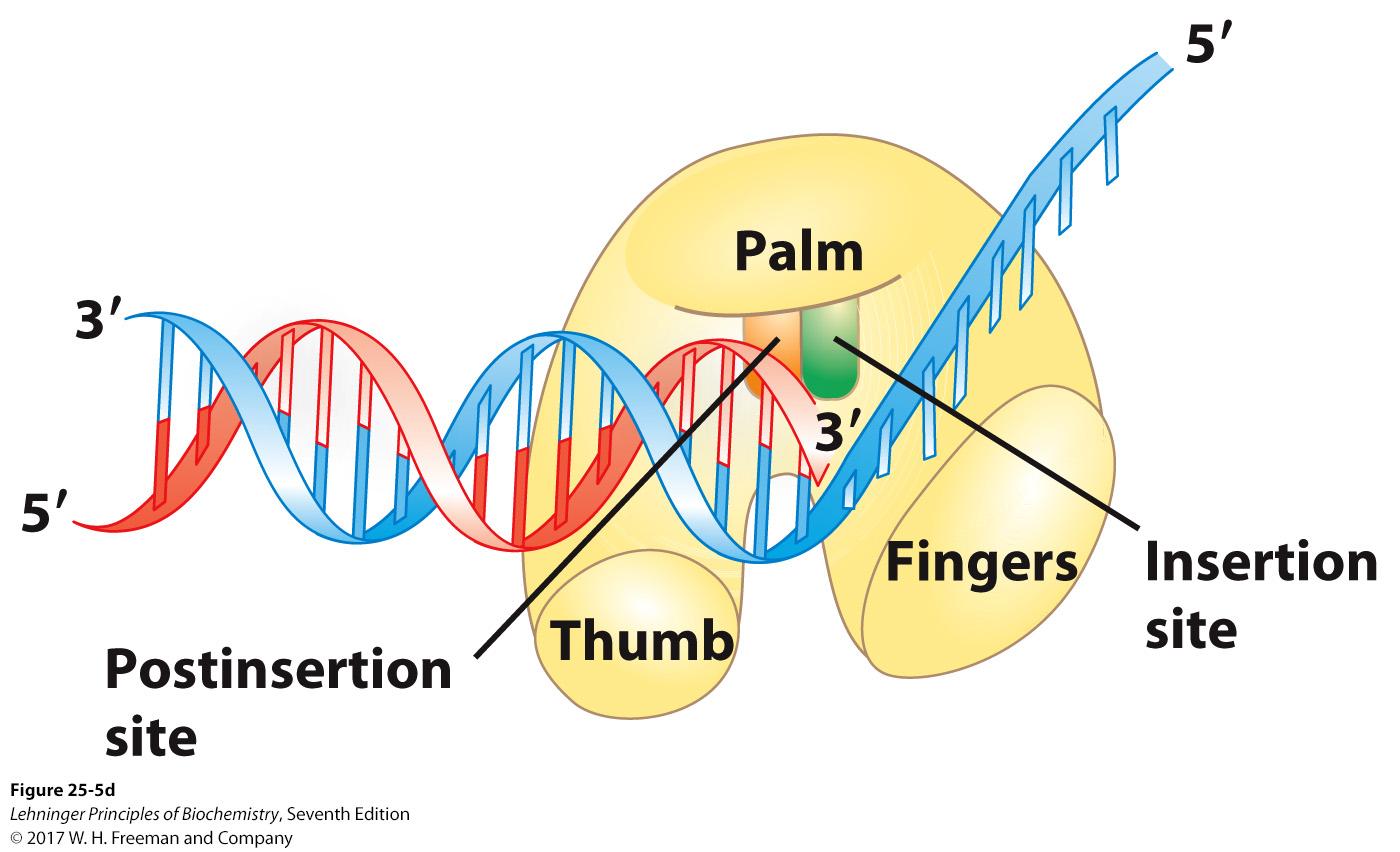 5′
Palm
3′
3′
5′
Fingers
Insertion
site
Thumb
Postinsertion
site
Figure 25-5d
Lehninger Principles of Biochemistry, Seventh Edition
© 2017 W. H. Freeman and Company